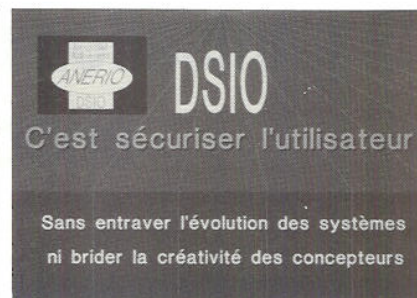 ANERIO
DSIO
DSIO
C'est sécuriser l'utilisateur
Sans entraver l'évolution des systèmes
ni brider la créativité des concepteurs